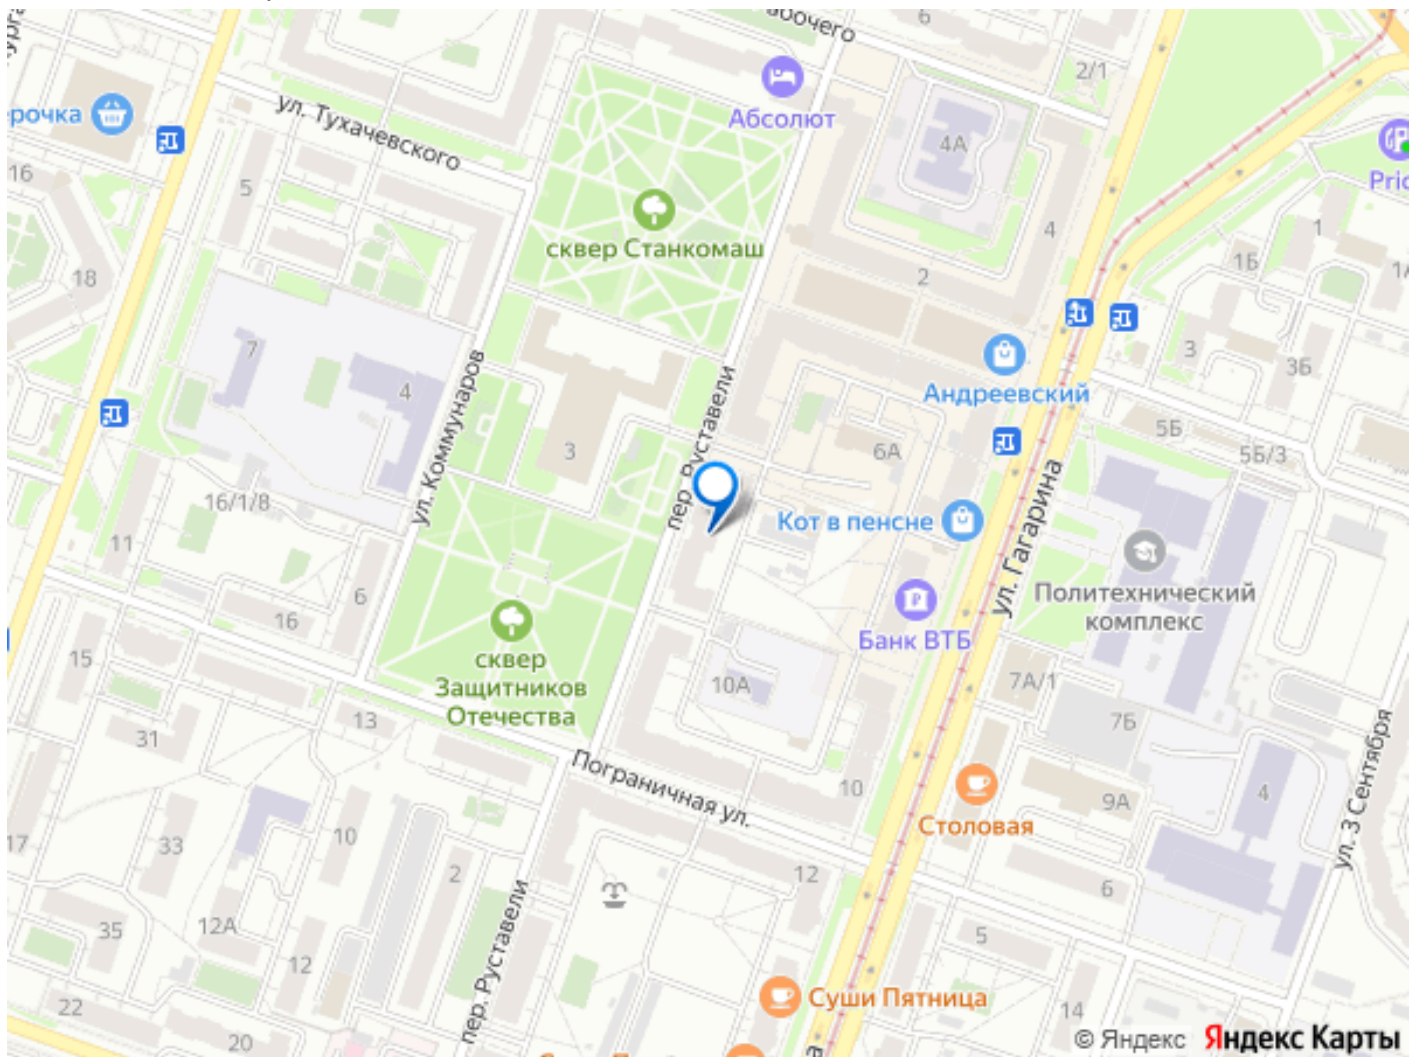 6
2/1
Абсолют
4А
ул. Тухачевского
16
5
сквер Станкомаш
4
1
1Б
18
2
7
4
ул. Коммунаров
пер. Руставели
Андреевский
3
3Б
5Б
5Б/3
3
6А
16/1/8
11
Кот в пенсне
ул. Гагарина
Политехнический
комплекс
6
16
Банк ВТБ
15
сквер
Защитников
Отечества
10А
7А/1
7Б
13
31
Пограничная ул.
10
Столовая
9А
4
ул. 3 Сентября
17
33
10
2
12
6
12А
35
12
пер. Руставели
5
Суши Пятница
14
22
20
© Яндекс Яндекс Карты